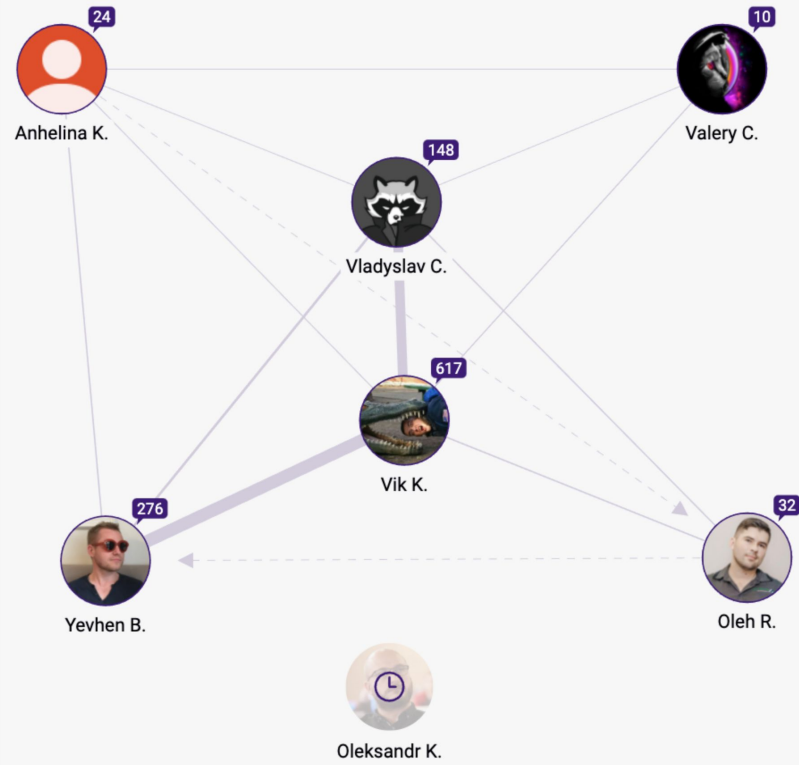 24
10
Anhelina K.
Valery C.
148
Vladyslav C.
617
Vik K.
276
32
Yevhen B.
Oleh R.
Oleksandr K.